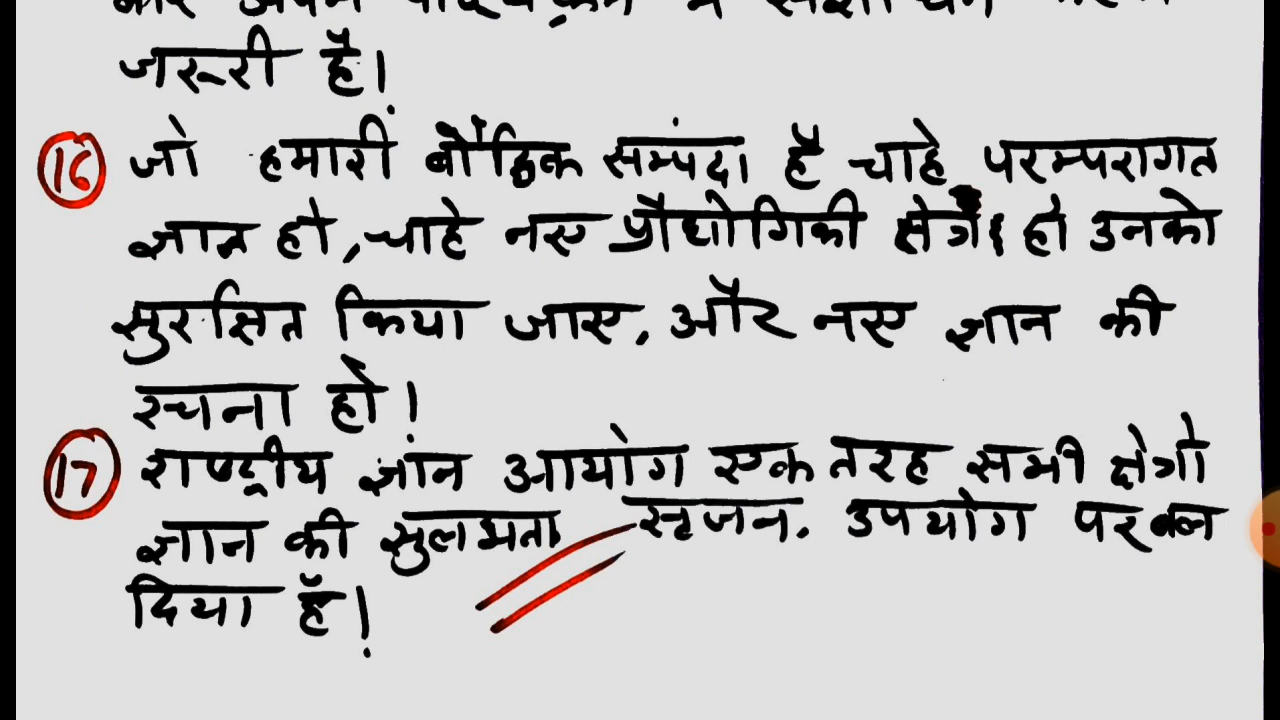 जरूरी है।
16 जो हमारी बौद्धिक सम्पदा है चाहे परम्परागत
ज्ञान हो, चाहे नए प्रौद्योगिकी क्षेत्र हो उनको
सुरक्षित किया जाए, और नए ज्ञान की
रचना हो!
17 राष्ट्रीय ज्ञान आयोग एक तरह सभी क्षेत्रो
ज्ञान की सुलभता सृजन, उपयोग पर बल
दिया है!